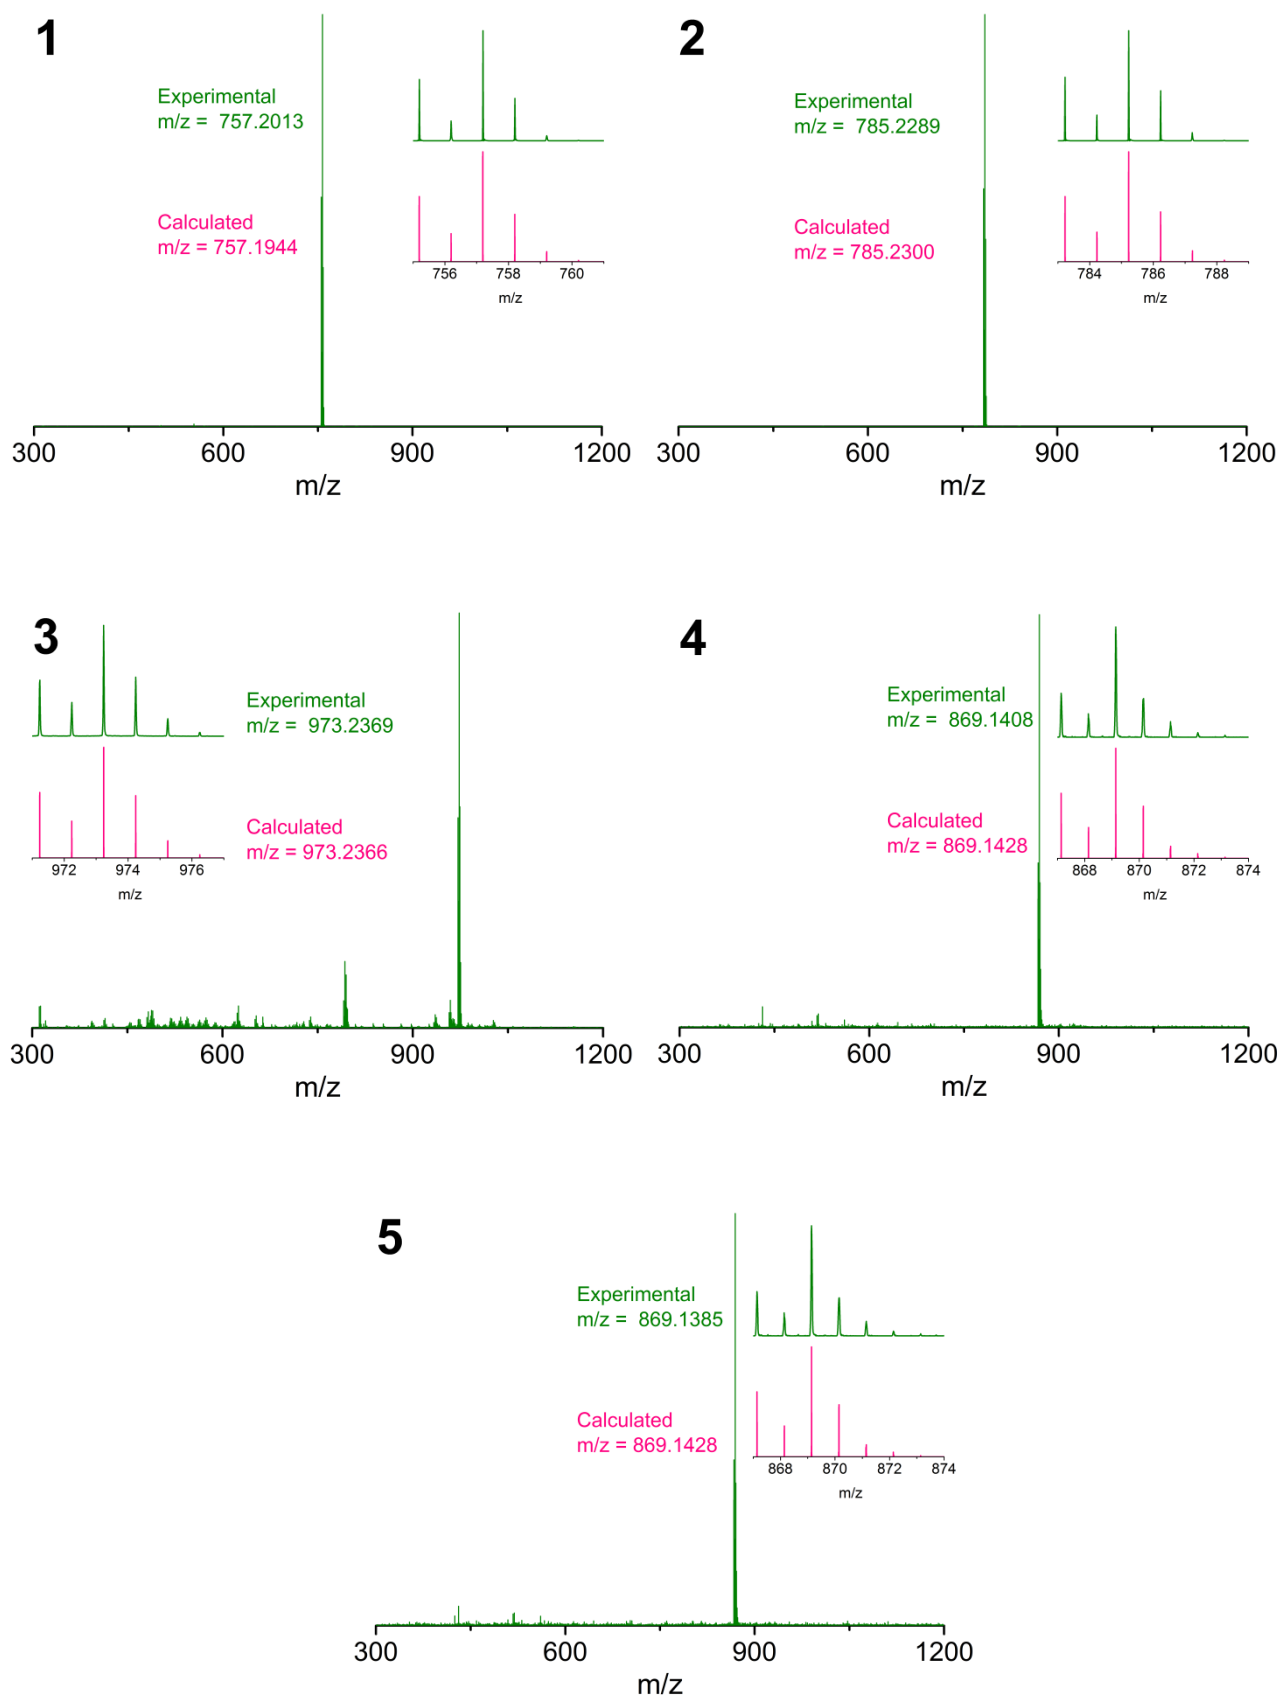 1
Experimental
m/z = 757.2013
Calculated
m/z = 757.1944
756 758 760
m/z
300 600 900 1200
m/z
2
Experimental
m/z = 785.2289
Calculated
m/z = 785.2300
784 786 788
m/z
300 600 900 1200
m/z
3
Experimental
m/z = 973.2369
Calculated
m/z = 973.2366
972 974 976
m/z
300 600 900 1200
m/z
4
Experimental
m/z = 869.1408
Calculated
m/z = 869.1428
868 870 872 874
m/z
300 600 900 1200
m/z
5
Experimental
m/z = 869.1385
Calculated
m/z = 869.1428
868 870 872 874
m/z
300 600 900 1200
m/z